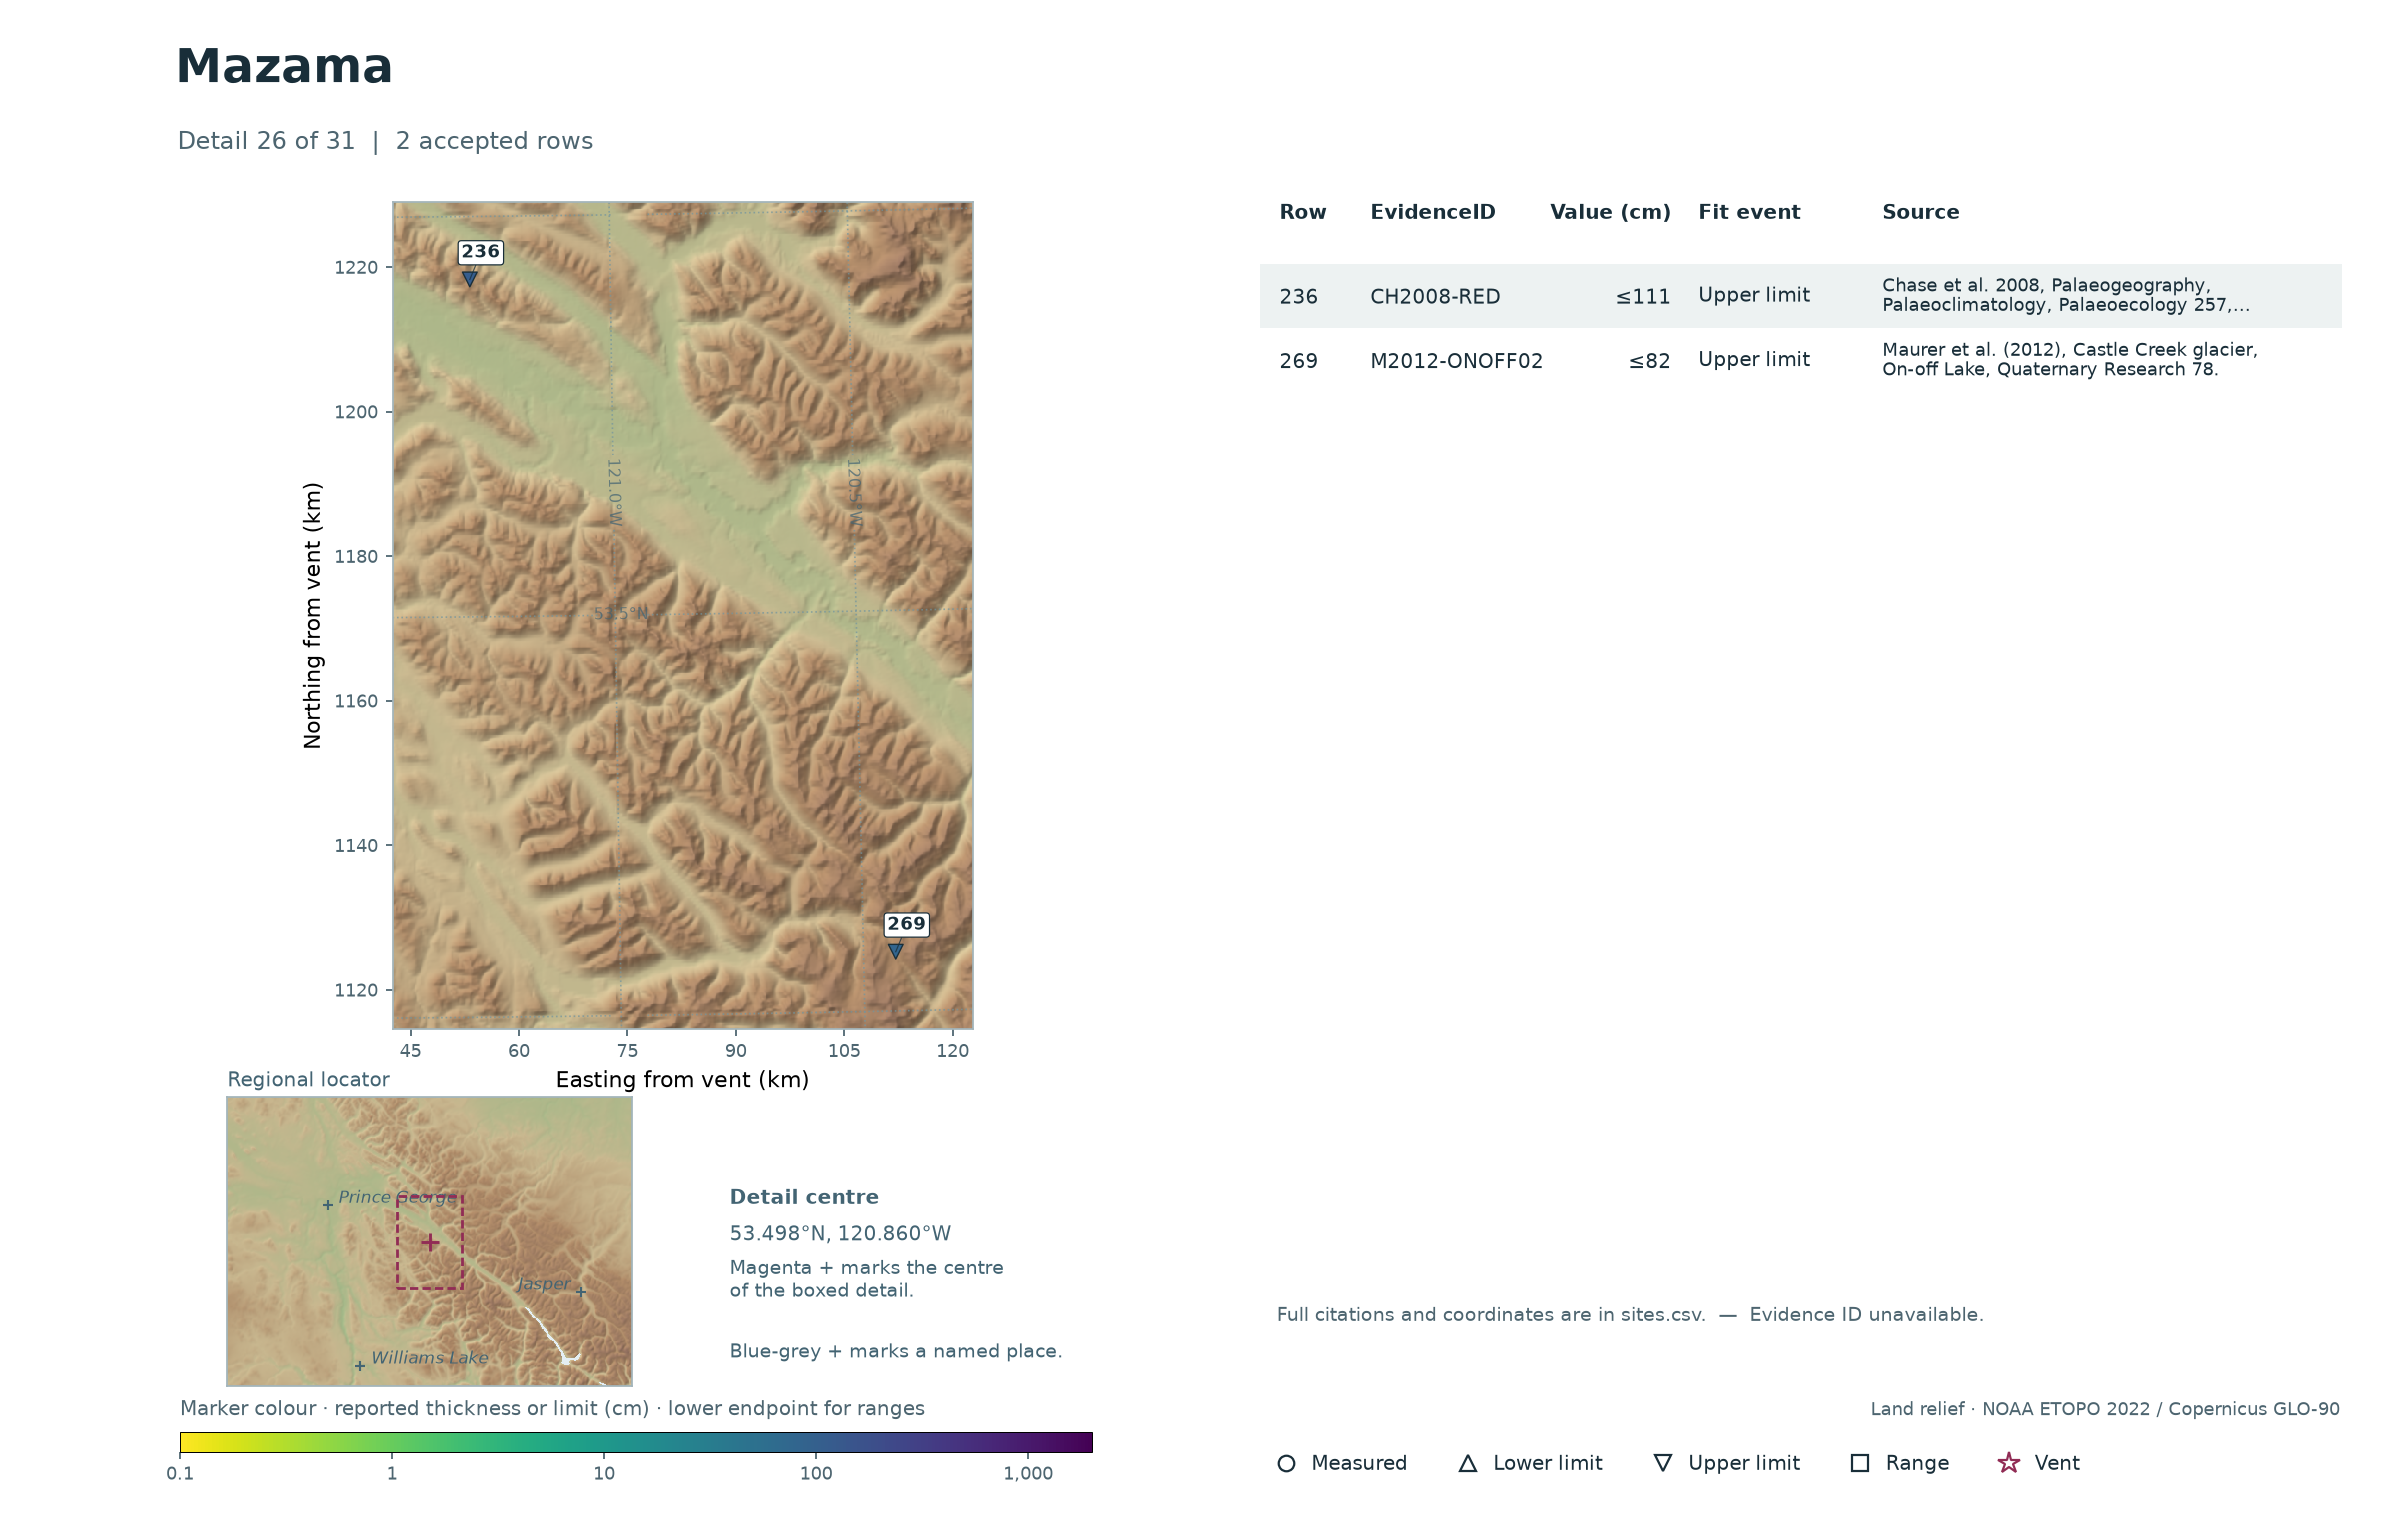 Mazama
Detail 26 of 31 | 2 accepted rows
Row EvidenceID Value (cm) Fit event Source
236 CH2008-RED ≤111 Upper limit Chase et al. 2008, Palaeogeography,
Palaeoclimatology, Palaeoecology 257,...
269 M2012-ONOFF02 ≤82 Upper limit Maurer et al. (2012), Castle Creek glacier,
On-off Lake, Quaternary Research 78.
Northing from vent (km)
1220
1200
1180
1160
1140
1120
236
121.0°W
120.5°W
53.5°N
269
45 60 75 90 105 120
Easting from vent (km)
Regional locator
Prince George
Jasper
Williams Lake
Detail centre
53.498°N, 120.860°W
Magenta + marks the centre
of the boxed detail.
Blue-grey + marks a named place.
Full citations and coordinates are in sites.csv. — Evidence ID unavailable.
Marker colour · reported thickness or limit (cm) · lower endpoint for ranges
0.1 1 10 100 1,000
Land relief · NOAA ETOPO 2022 / Copernicus GLO-90
Measured Lower limit Upper limit Range Vent